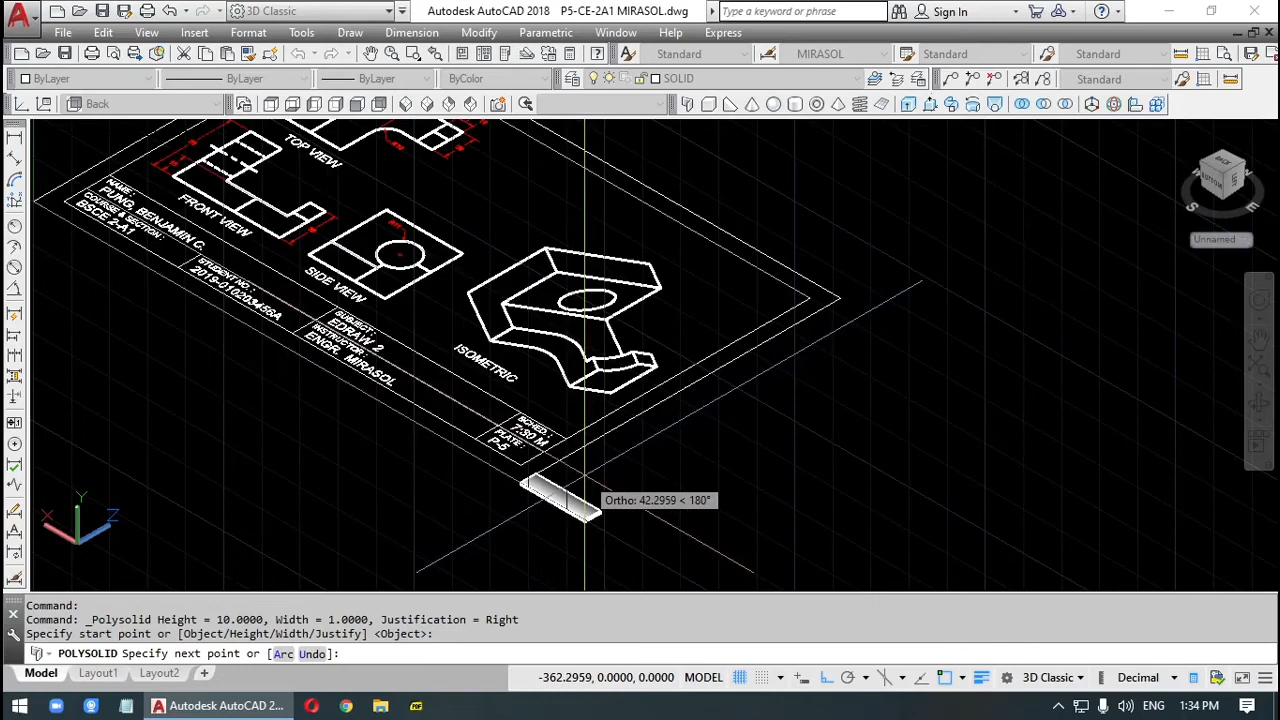 3D Classic
Autodesk AutoCAD 2018 P5-CE-2A1 MIRASOL.dwg
Type a keyword or phrase
Sign In
File Edit View Insert Format Tools Draw Dimension Modify Parametric Window Help Express
Standard MIRASOL Standard Standard
ByLayer ByLayer ByLayer ByColor SOLID Standard
Back
TOP VIEW
FRONT VIEW
SIDE VIEW
ISOMETRIC
NAME:
PUNG, BENJAMIN C.
COURSE & SECTION:
BSCE 2-A1
STUDENT NO.:
SUBJECT:
EDRAW 2
INSTRUCTOR:
ENGR. MIRASOL
SCHED:
7:30 M
PLATE:
P-5
BACK
BOTTOM
S
E
Unnamed
Ortho: 42.2959 < 180°
X Y Z
Command:
Command: _Polysolid Height = 10.0000, Width = 1.0000, Justification = Right
Specify start point or [Object/Height/Width/Justify] <Object>:
POLYSOLID Specify next point or [Arc Undo]:
Model Layout1 Layout2 +
-362.2959, 0.0000, 0.0000 MODEL 3D Classic Decimal
Autodesk AutoCAD 2...
ENG 1:34 PM